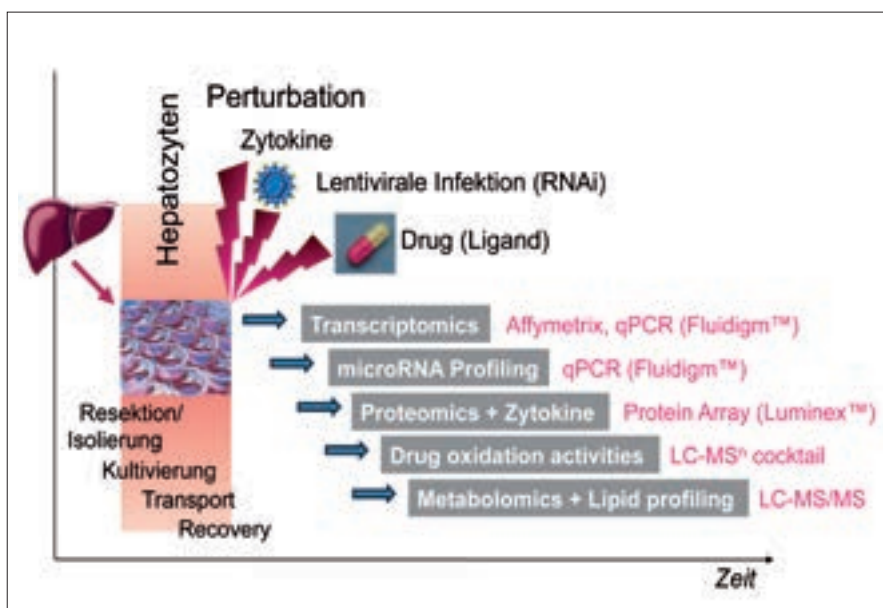 Hepatozyten
Perturbation
Zytokine
Lentivirale Infektion (RNAi)
Drug (Ligand)
Transcriptomics Affymetrix, qPCR (Fluidigm™)
microRNA Profiling qPCR (Fluidigm™)
Proteomics + Zytokine Protein Array (Luminex™)
Drug oxidation activities LC-MSⁿ cocktail
Metabolomics + Lipid profiling LC-MS/MS
Resektion/
Isolierung
Kultivierung
Transport
Recovery
Zeit